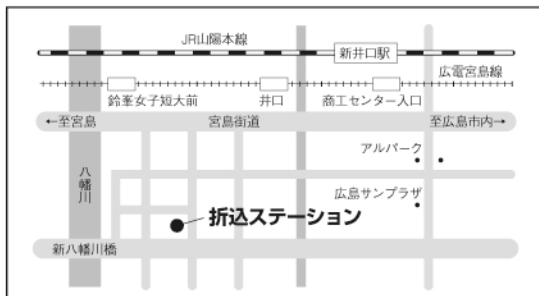 JR山陽本線
新井口駅
広電宮島線
鈴峯女子短大前
井口
商工センター入口
←至宮島
宮島街道
至広島市内→
アルパーク
八幡川
広島サンプラザ
折込ステーション
新八幡川橋